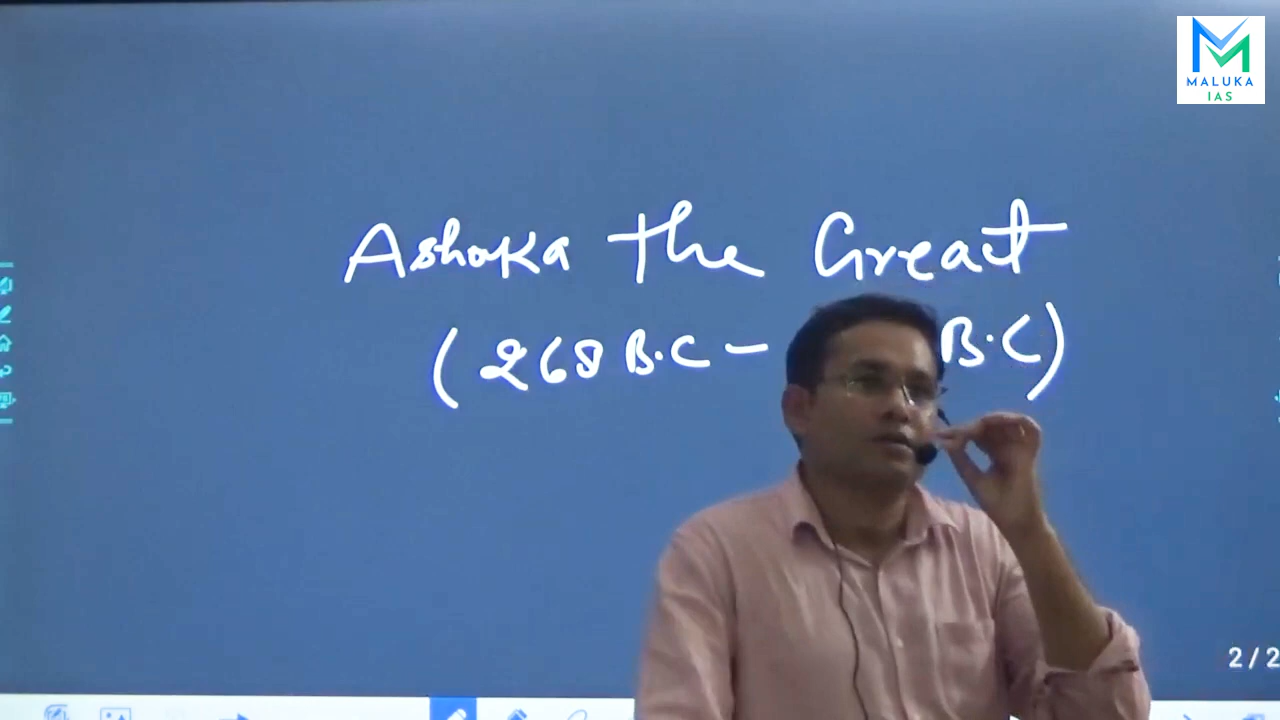 MALUKA
IAS
Ashoka the Great
(268 B.C – B.C)
2/2